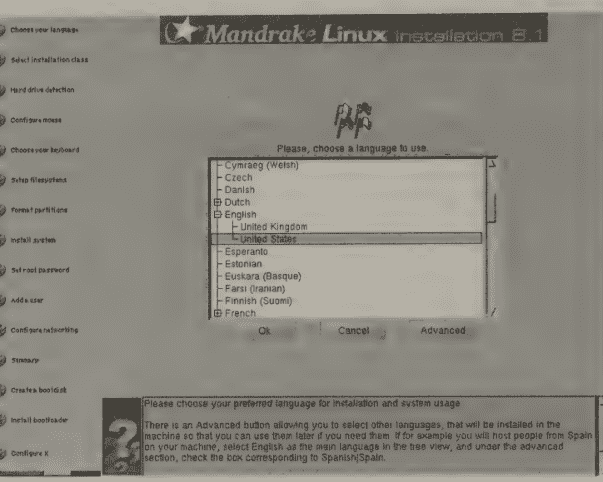 Mandrake Linux Installation 8.1
Choose your language
Select installation class
Hard drive detection
Configure mouse
Choose your keyboard
Setup filesystems
Format partitions
Install system
Set root password
Add a user
Configure networking
Summary
Create a bootdisk
Install bootloader
Configure X
Please, choose a language to use.
Cymraeg (Welsh)
Czech
Danish
Dutch
English
United Kingdom
United States
Esperanto
Estonian
Euskara (Basque)
Farsi (Iranian)
Finnish (Suomi)
French
Ok
Cancel
Advanced
Please choose your preferred language for installation and system usage
There is an Advanced button allowing you to select other languages, that will be installed in the
machine so that you can use them later if you need them. If for example you will host people from Spain
on your machine, select English as the main language in the tree view, and under the advanced
section, check the box corresponding to Spanish|Spain.